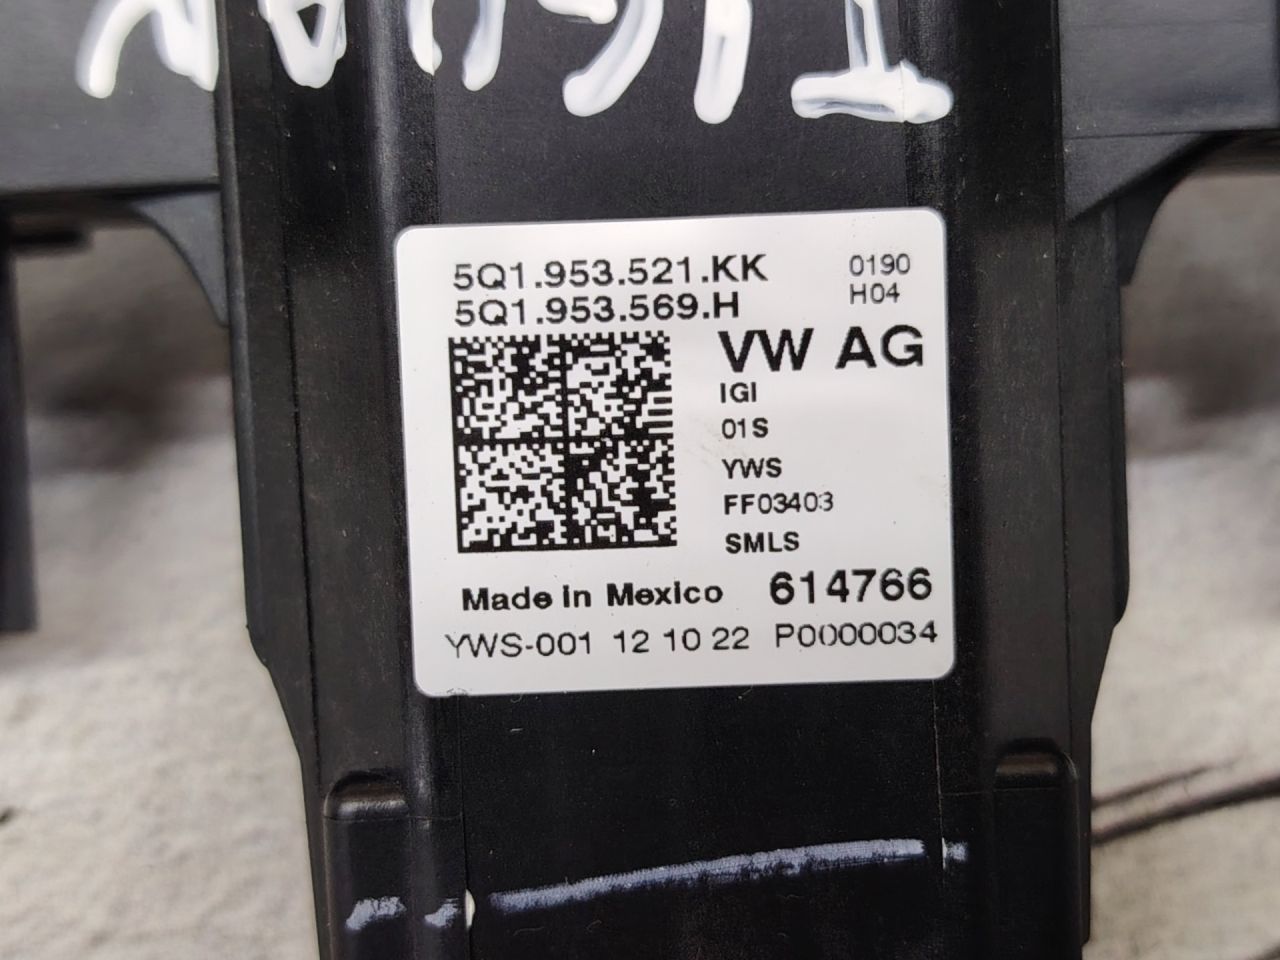 TIGUAN
5Q1.953.521.KK
0190
5Q1.953.569.H
H04
VW AG
IGI
01S
YWS
FF03403
SMLS
Made in Mexico 614766
YWS-001 12 10 22 P0000034